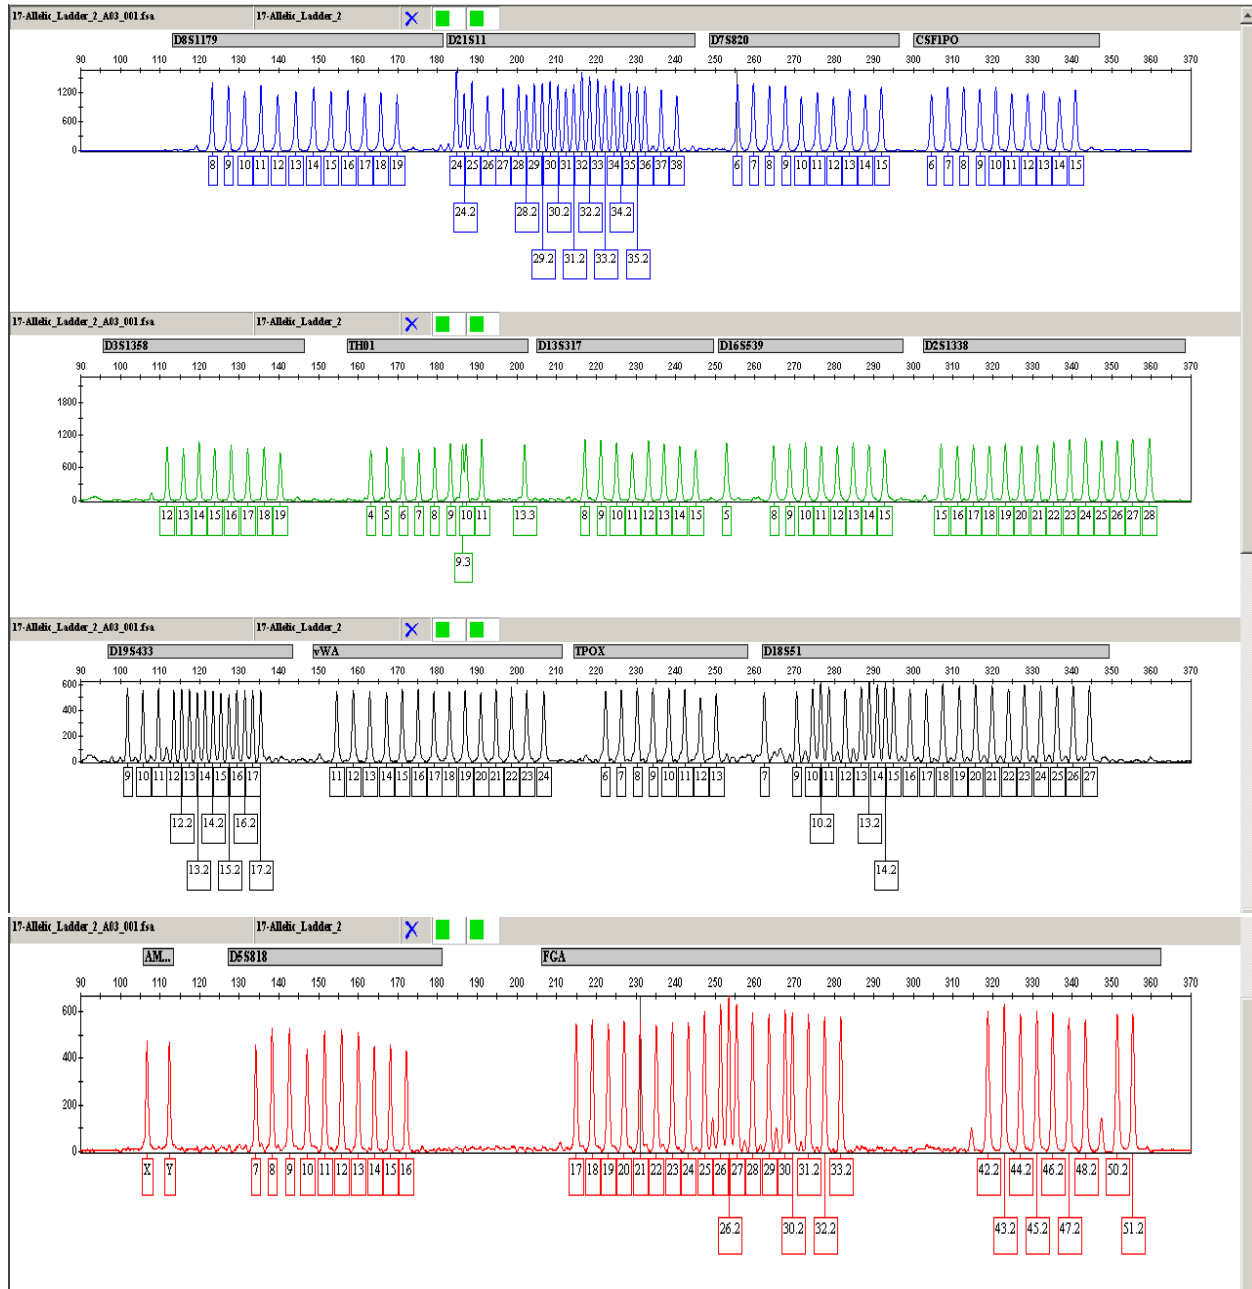 17-Allelic_Ladder_2_A03_001.fsa 17-Allelic_Ladder_2
D8S1179 D21S11 D7S820 CSF1PO
90 100 110 120 130 140 150 160 170 180 190 200 210 220 230 240 250 260 270 280 290 300 310 320 330 340 350 360 370
1200
600
0
8 9 10 11 12 13 14 15 16 17 18 19 24 25 26 27 28 29 30 31 32 33 34 35 36 37 38 6 7 8 9 10 11 12 13 14 15 6 7 8 9 10 11 12 13 14 15
24.2 28.2 30.2 32.2 34.2
29.2 31.2 33.2 35.2
17-Allelic_Ladder_2_A03_001.fsa 17-Allelic_Ladder_2
D3S1358 TH01 D13S317 D16S539 D2S1338
90 100 110 120 130 140 150 160 170 180 190 200 210 220 230 240 250 260 270 280 290 300 310 320 330 340 350 360 370
1800
1200
600
0
12 13 14 15 16 17 18 19 4 5 6 7 8 9 10 11 13.3 8 9 10 11 12 13 14 15 5 8 9 10 11 12 13 14 15 15 16 17 18 19 20 21 22 23 24 25 26 27 28
9.3
17-Allelic_Ladder_2_A03_001.fsa 17-Allelic_Ladder_2
D19S433 vWA TPOX D18S51
90 100 110 120 130 140 150 160 170 180 190 200 210 220 230 240 250 260 270 280 290 300 310 320 330 340 350 360 370
600
400
200
0
9 10 11 12 13 14 15 16 17 11 12 13 14 15 16 17 18 19 20 21 22 23 24 6 7 8 9 10 11 12 13 7 9 10 11 12 13 14 15 16 17 18 19 20 21 22 23 24 25 26 27
12.2 14.2 16.2 10.2 13.2
13.2 15.2 17.2 14.2
17-Allelic_Ladder_2_A03_001.fsa 17-Allelic_Ladder_2
AM... D5S818 FGA
90 100 110 120 130 140 150 160 170 180 190 200 210 220 230 240 250 260 270 280 290 300 310 320 330 340 350 360 370
600
400
200
0
X Y 7 8 9 10 11 12 13 14 15 16 17 18 19 20 21 22 23 24 25 26 27 28 29 30 31.2 33.2 42.2 44.2 46.2 48.2 50.2
26.2 30.2 32.2 43.2 45.2 47.2 51.2